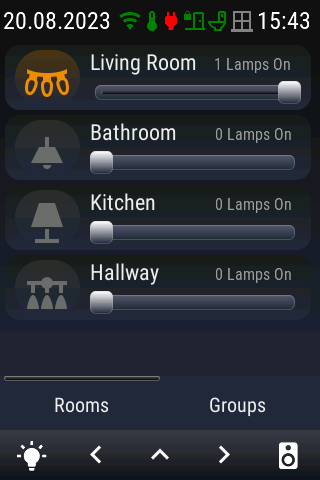 20.08.2023 15:43
Living Room 1 Lamps On
Bathroom 0 Lamps On
Kitchen 0 Lamps On
Hallway 0 Lamps On
Rooms Groups